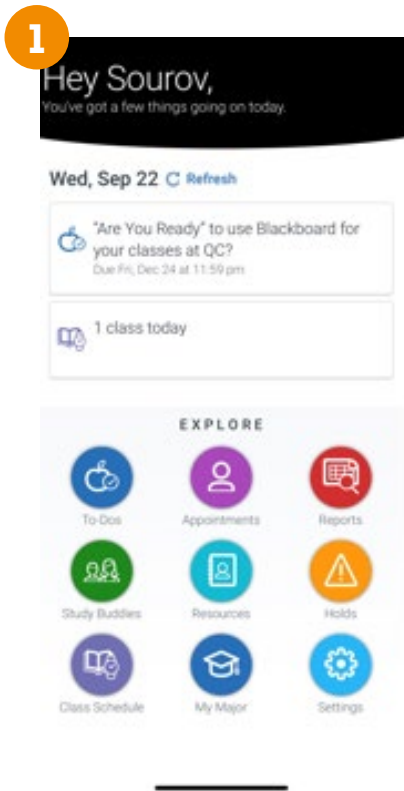 1
Hey Sourov,
You've got a few things going on today.
Wed, Sep 22 Refresh
"Are You Ready" to use Blackboard for
your classes at QC?
Due Fri, Dec 24 at 11:59 pm
1 class today
EXPLORE
To-Dos
Appointments
Reports
Study Buddies
Resources
Holds
Class Schedule
My Major
Settings